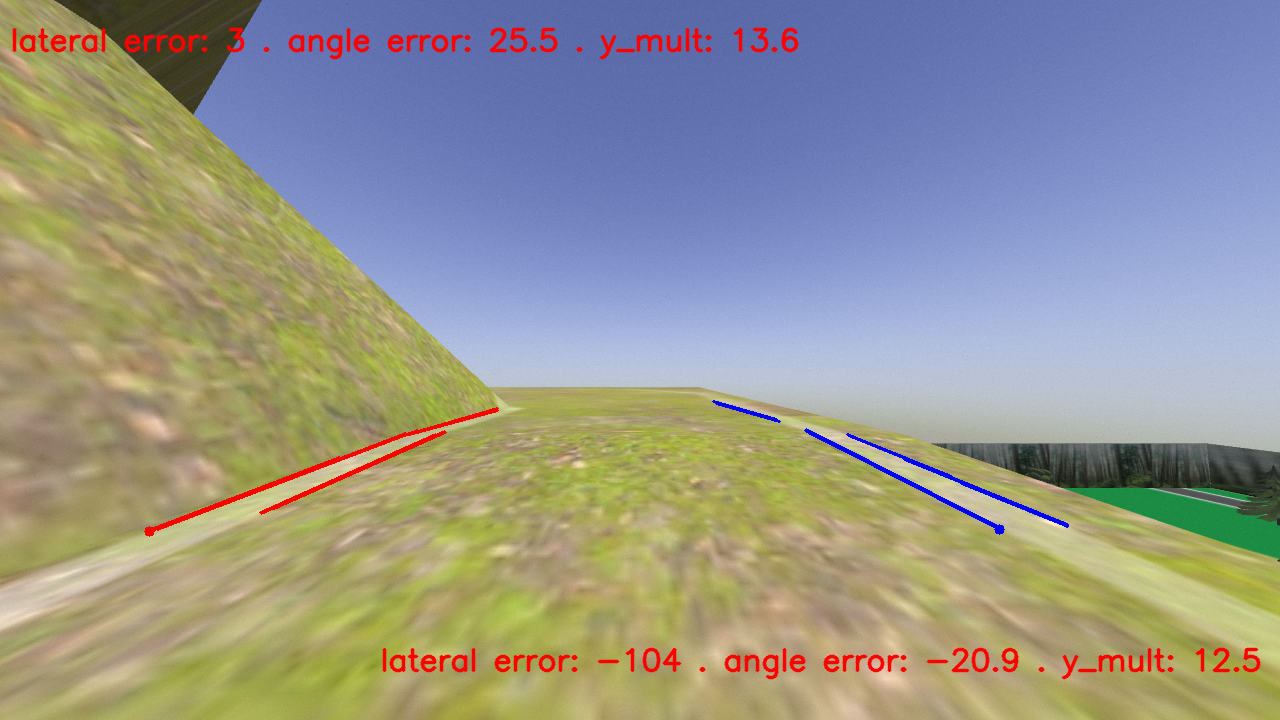 lateral error: 3 . angle error: 25.5 . y_mult: 13.6
lateral error: -104 . angle error: -20.9 . y_mult: 12.5